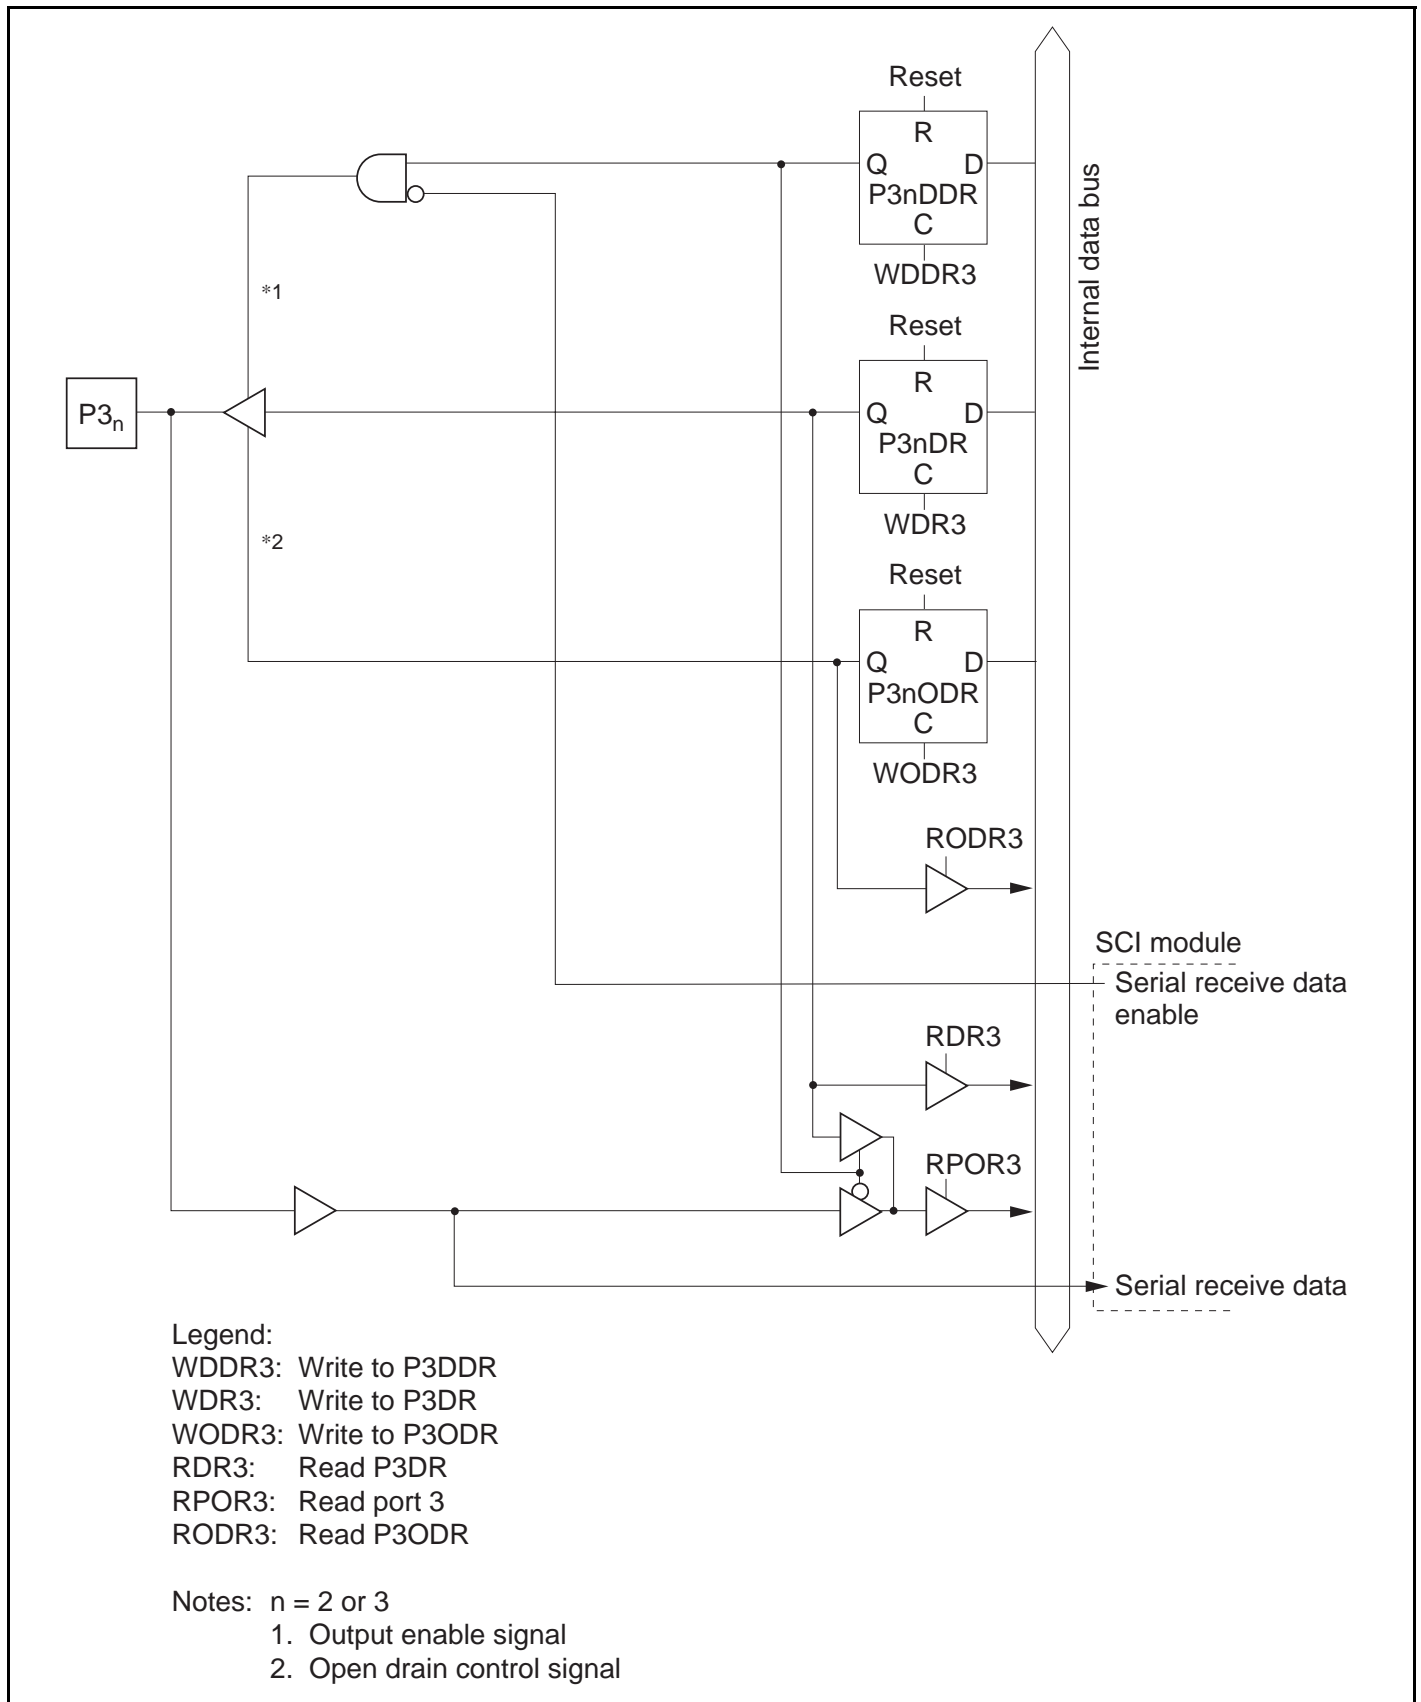 Reset
R
Q D
P3nDDR
C
WDDR3
Internal data bus
*1
Reset
R
P3n
Q D
P3nDR
C
WDR3
*2
Reset
R
Q D
P3nODR
C
WODR3
RODR3
SCI module
Serial receive data
enable
RDR3
RPOR3
Serial receive data
Legend:
WDDR3: Write to P3DDR
WDR3: Write to P3DR
WODR3: Write to P3ODR
RDR3: Read P3DR
RPOR3: Read port 3
RODR3: Read P3ODR
Notes: n = 2 or 3
1. Output enable signal
2. Open drain control signal